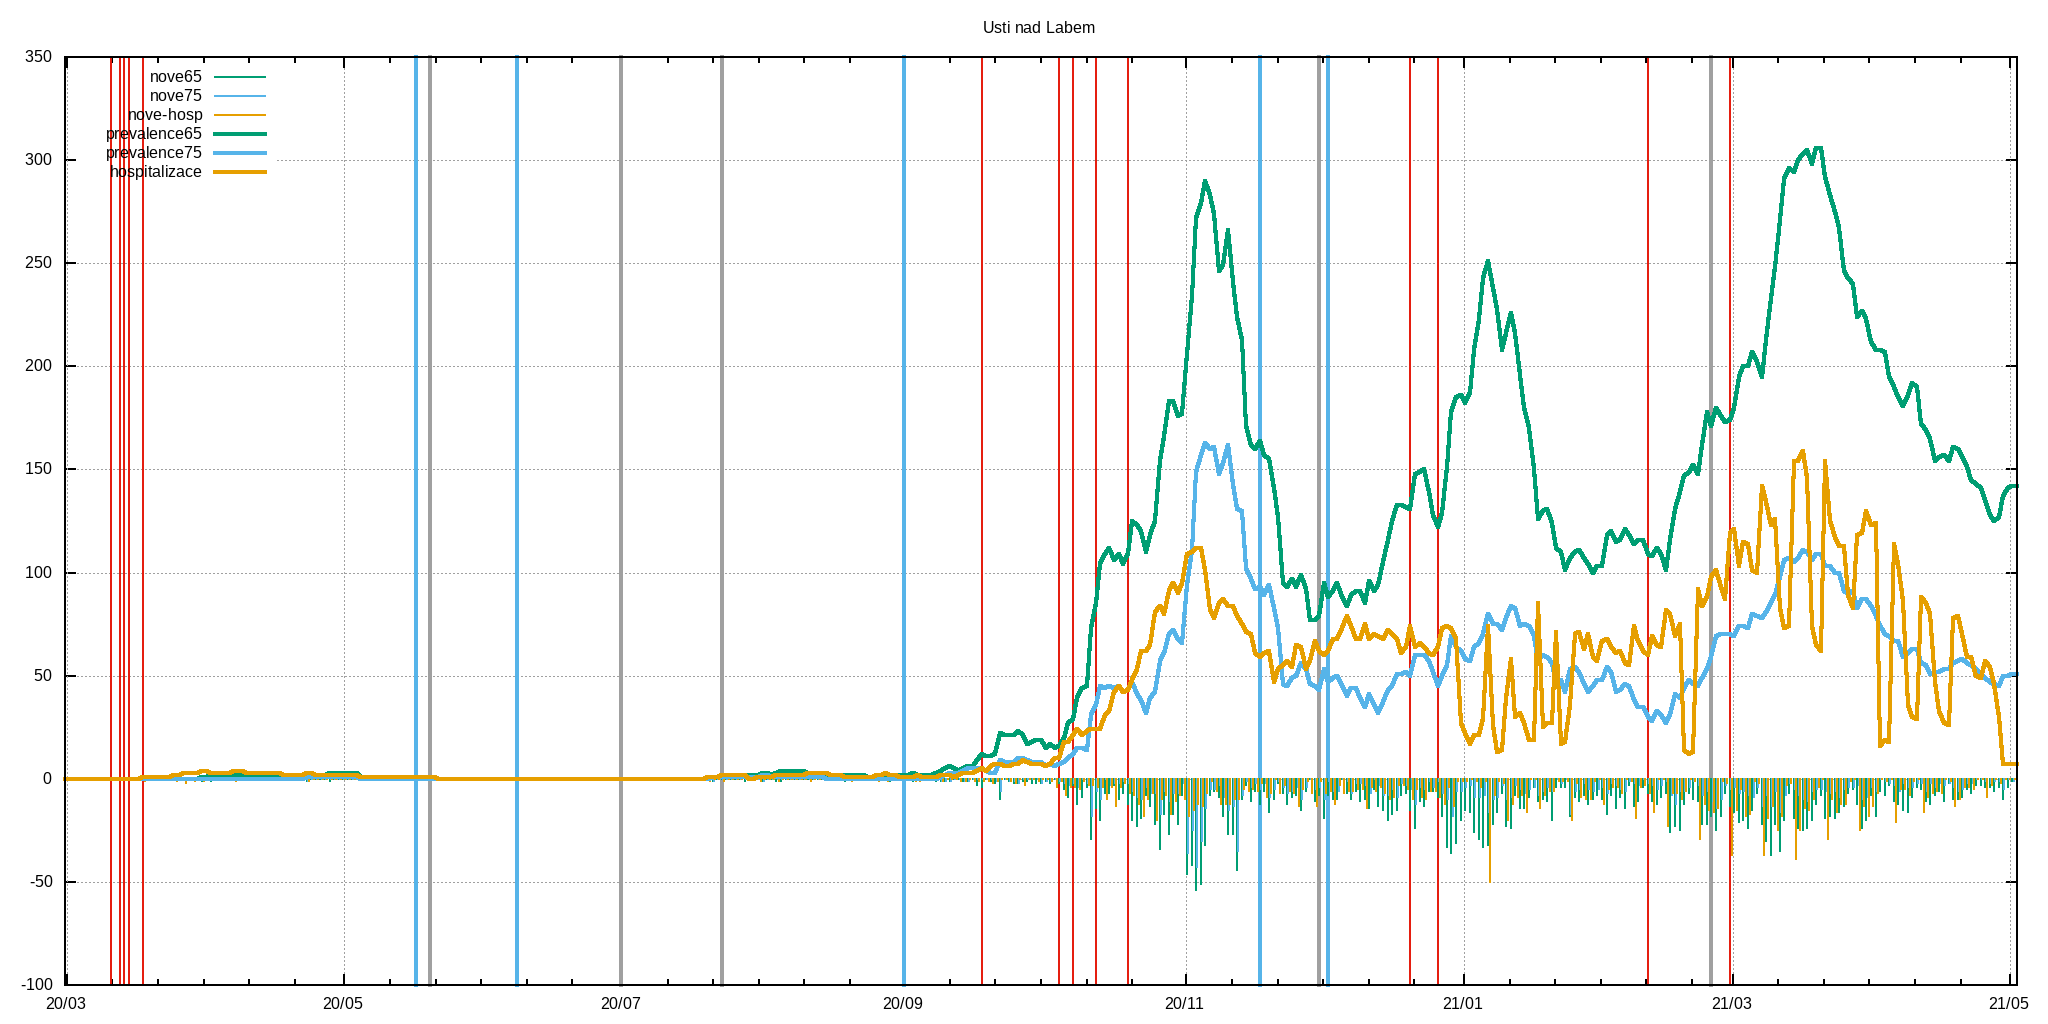 Usti nad Labem
350
300
250
200
150
100
50
0
-50
-100
nove65
nove75
nove-hosp
prevalence65
prevalence75
hospitalizace
20/03 20/05 20/07 20/09 20/11 21/01 21/03 21/05